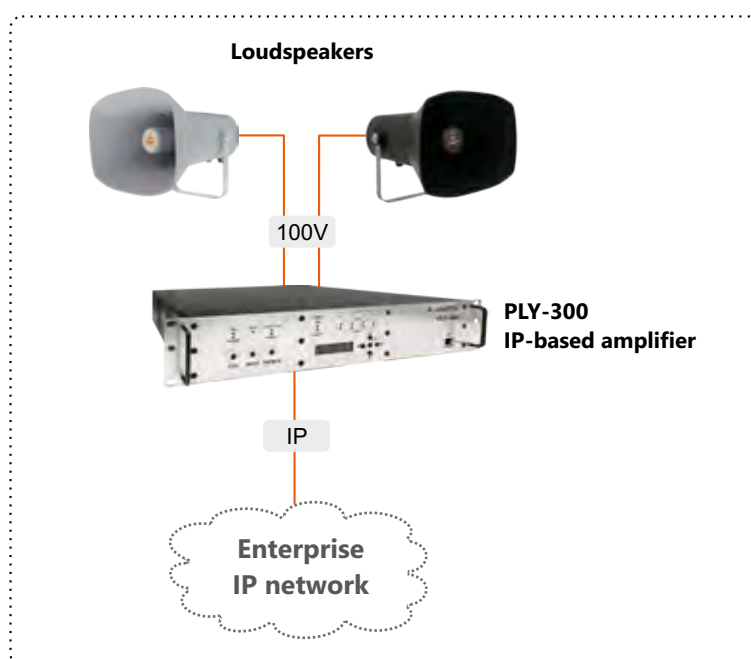 Loudspeakers
100V
PLY-300
IP-based amplifier
IP
Enterprise
IP network